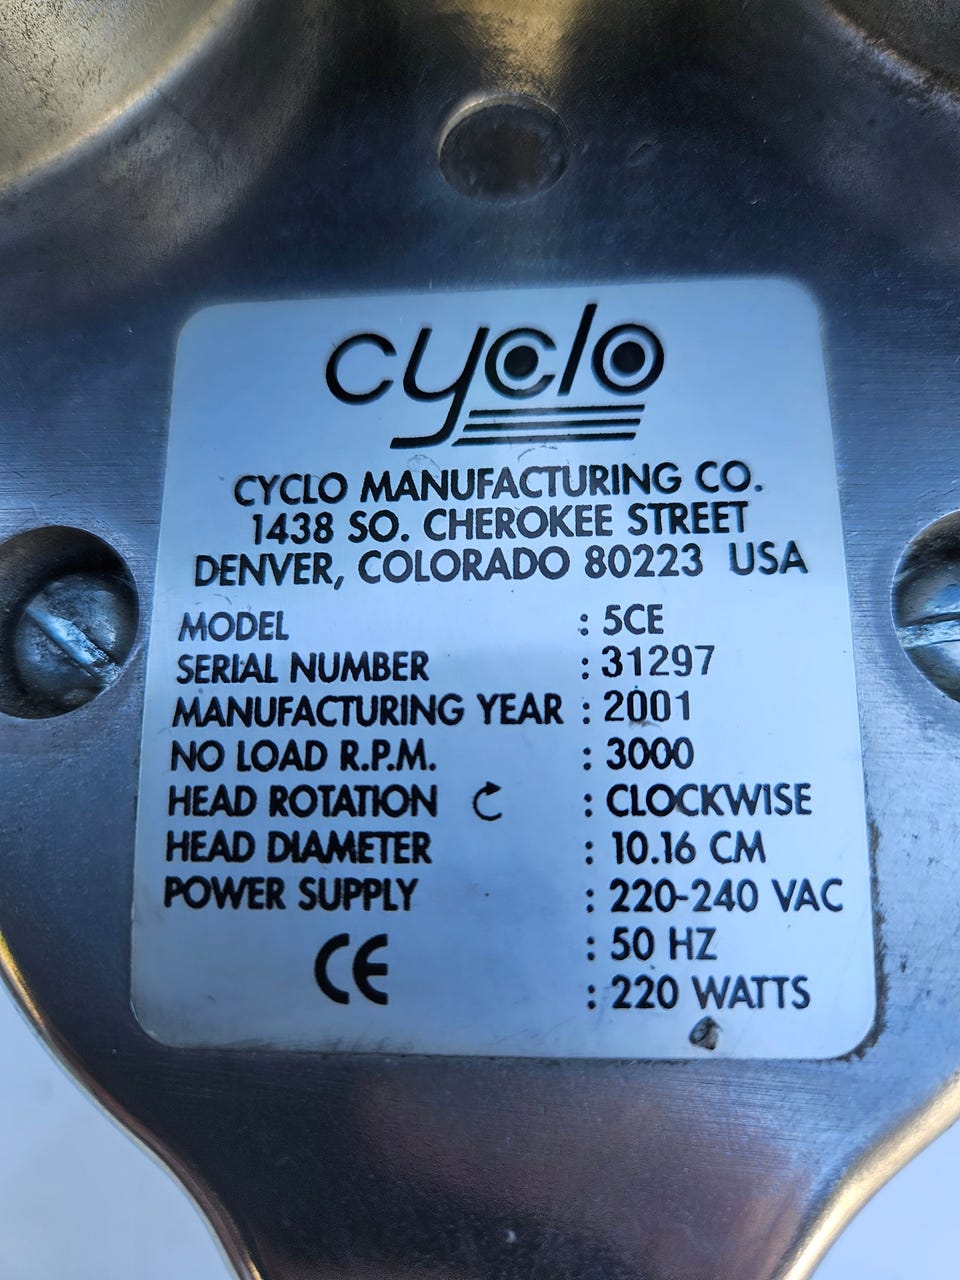 cyclo
CYCLO MANUFACTURING CO.
1438 SO. CHEROKEE STREET
DENVER, COLORADO 80223 USA
MODEL : 5CE
SERIAL NUMBER : 31297
MANUFACTURING YEAR : 2001
NO LOAD R.P.M. : 3000
HEAD ROTATION : CLOCKWISE
HEAD DIAMETER : 10.16 CM
POWER SUPPLY : 220-240 VAC
: 50 HZ
CE : 220 WATTS